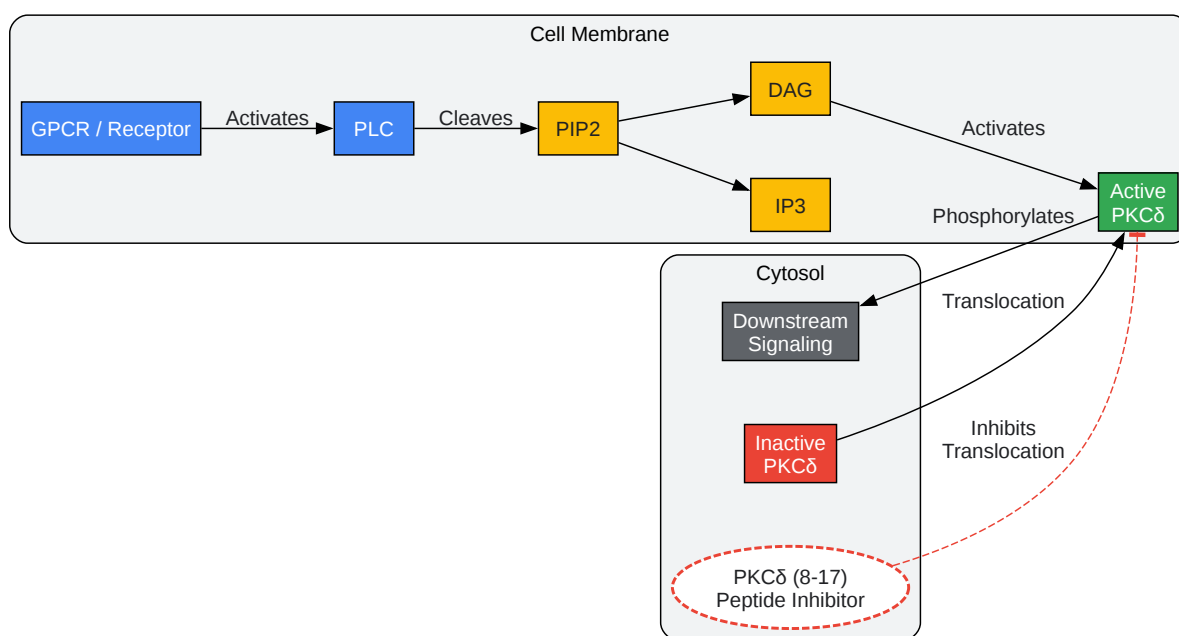 Cell Membrane
GPCR / Receptor
Activates
PLC
Cleaves
PIP2
DAG
IP3
Activates
Active
PKCδ
Phosphorylates
Cytosol
Downstream
Signaling
Translocation
Inactive
PKCδ
Inhibits
Translocation
PKCδ (8-17)
Peptide Inhibitor